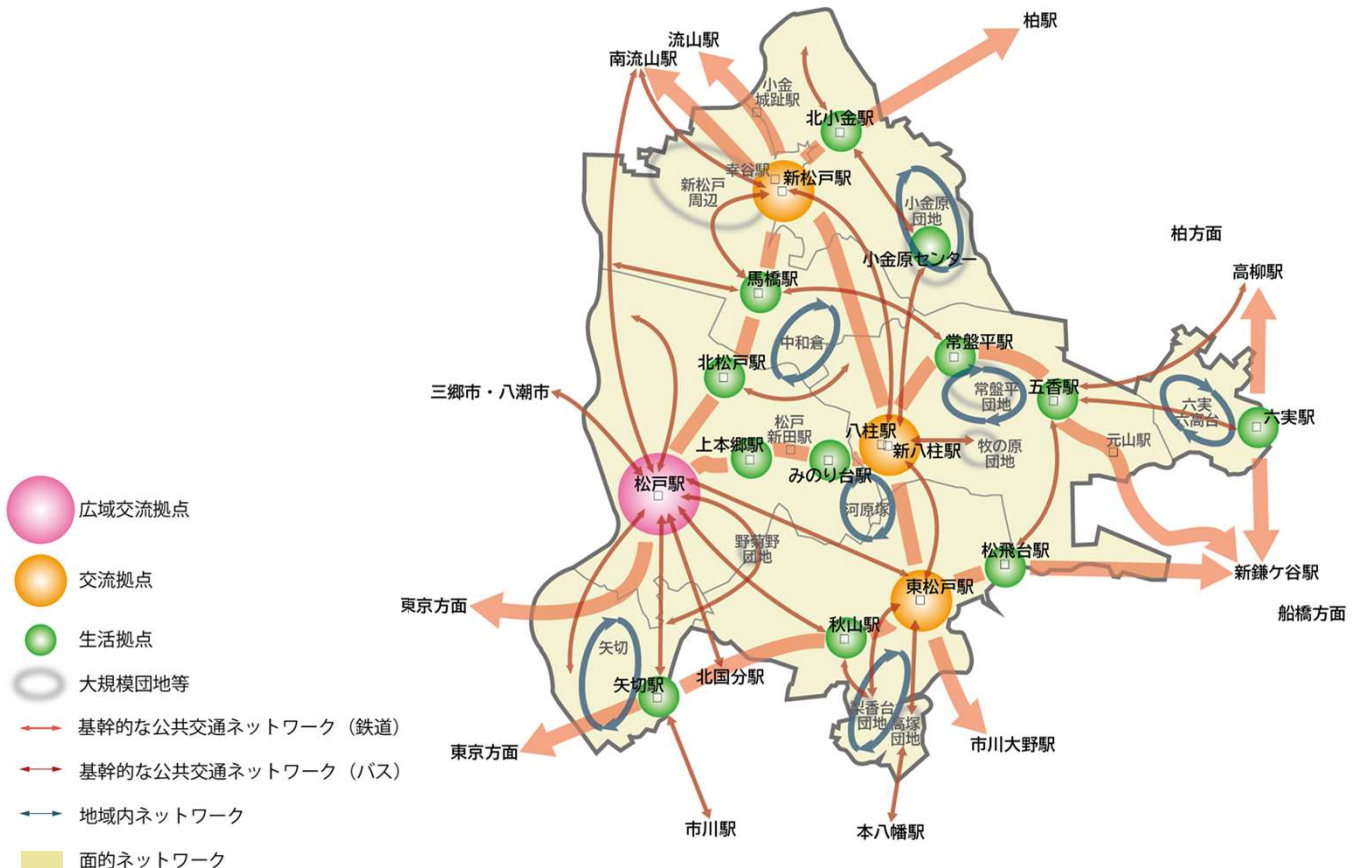 柏駅
流山駅
南流山駅
小金
城趾駅
北小金駅
幸谷駅
新松戸駅
新松戸
周辺
小金原
団地
小金原センター
柏方面
高柳駅
馬橋駅
中和倉
常盤平駅
北松戸駅
常盤平
団地
五香駅
六実
六高台
六実駅
三郷市・八潮市
松戸
新田駅
八柱駅
上本郷駅
新八柱駅
牧の原
団地
元山駅
みのり台駅
松戸駅
河原塚
野菊野
団地
松飛台駅
新鎌ケ谷駅
東松戸駅
東京方面
船橋方面
秋山駅
矢切
北国分駅
矢切駅
梨香台
団地
高塚
団地
市川大野駅
東京方面
市川駅
本八幡駅
広域交流拠点
交流拠点
生活拠点
大規模団地等
基幹的な公共交通ネットワーク（鉄道）
基幹的な公共交通ネットワーク（バス）
地域内ネットワーク
面的ネットワーク